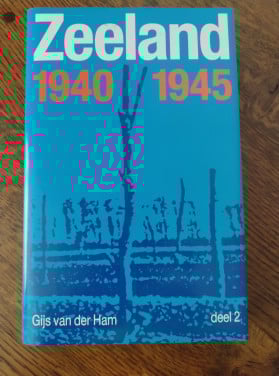 Zeeland
1940 1945
Gijs van der Ham deel 2